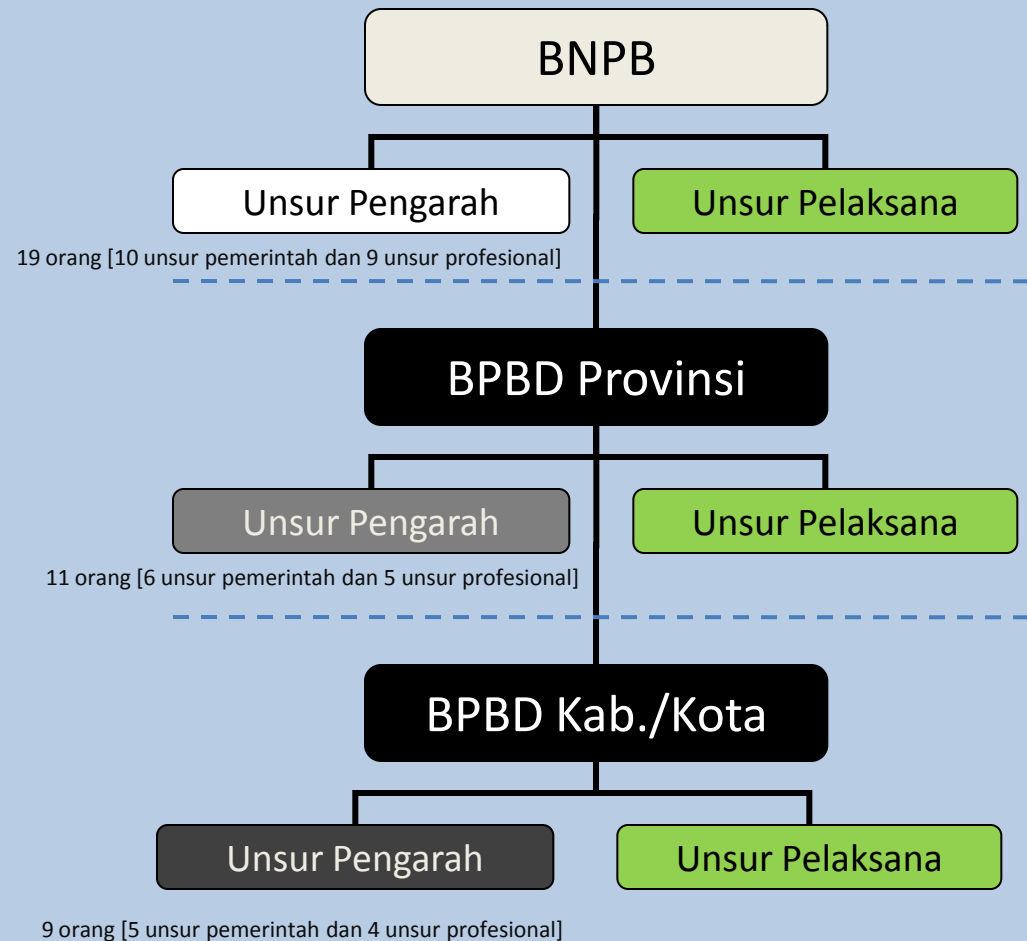 BNPB
Unsur Pengarah
Unsur Pelaksana
19 orang [10 unsur pemerintah dan 9 unsur profesional]
BPBD Provinsi
Unsur Pengarah
Unsur Pelaksana
11 orang [6 unsur pemerintah dan 5 unsur profesional]
BPBD Kab./Kota
Unsur Pengarah
Unsur Pelaksana
9 orang [5 unsur pemerintah dan 4 unsur profesional]